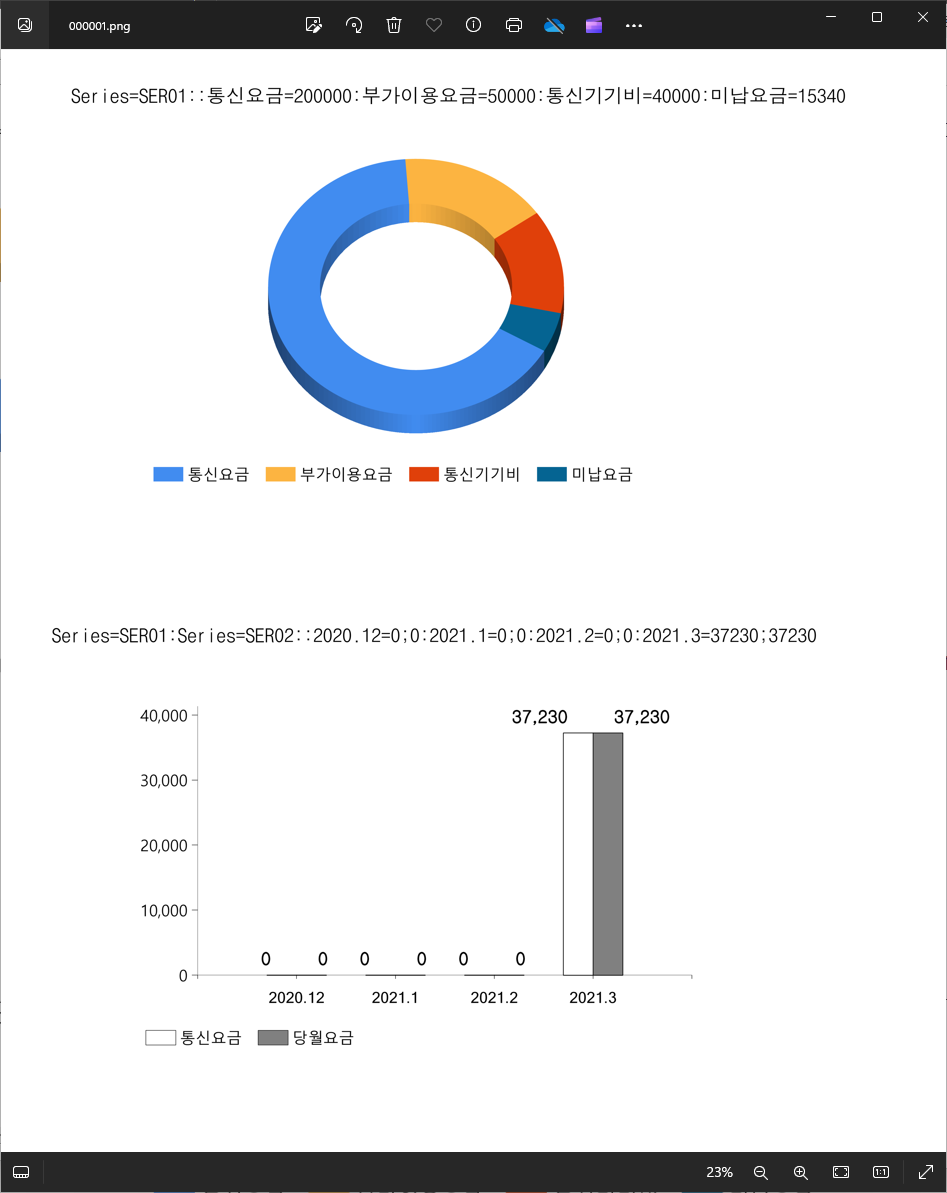 000001.png
Series=SER01::통신요금=200000:부가이용요금=50000:통신기기비=40000:미납요금=15340
통신요금 부가이용요금 통신기기비 미납요금
Series=SER01:Series=SER02::2020.12=0;0:2021.1=0;0:2021.2=0;0:2021.3=37230;37230
40,000 37,230 37,230
30,000
20,000
10,000
0 0 0 0 0 0
0
2020.12 2021.1 2021.2 2021.3
통신요금 당월요금
23% 1:1